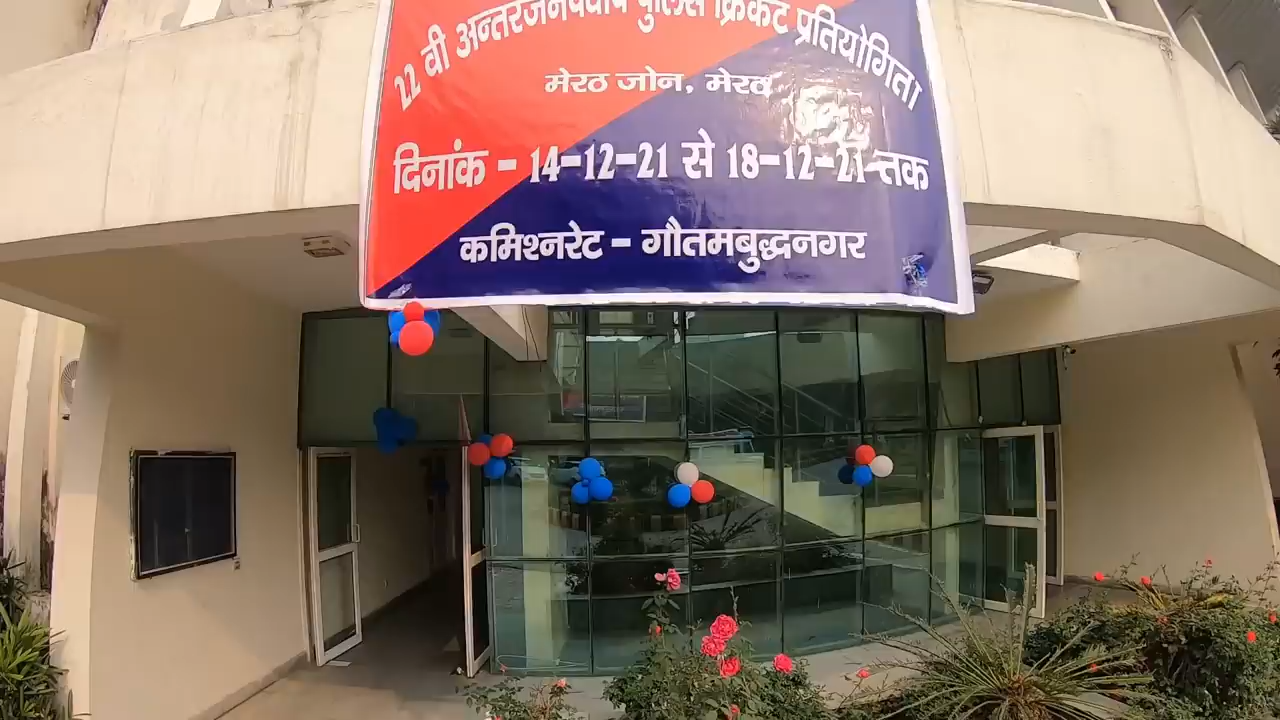 22 वी अन्तरजनपदीय पुलिस क्रिकेट प्रतियोगिता
मेरठ जोन, मेरठ
दिनांक - 14-12-21 से 18-12-21 तक
कमिश्नरेट - गौतमबुद्धनगर